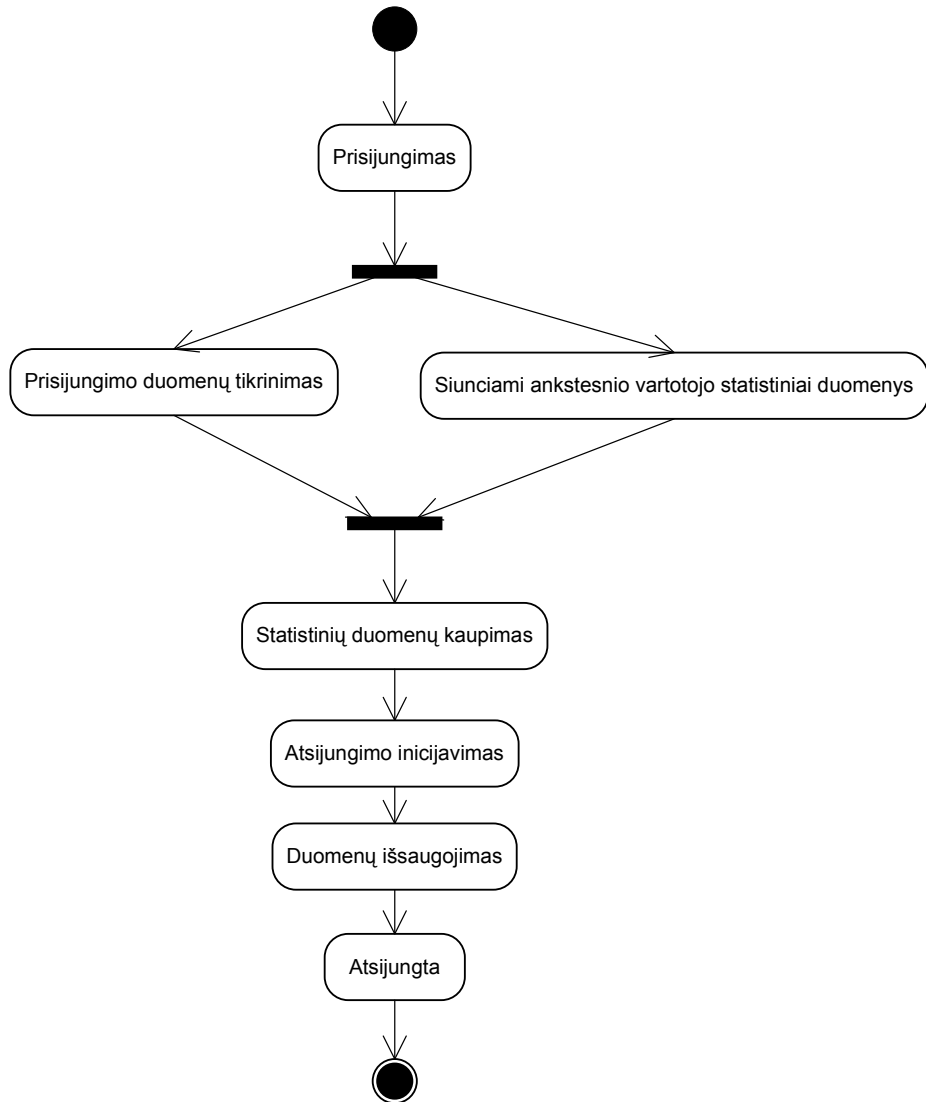 Prisijungimas
Prisijungimo duomenų tikrinimas
Siunciami ankstesnio vartotojo statistiniai duomenys
Statistinių duomenų kaupimas
Atsijungimo inicijavimas
Duomenų išsaugojimas
Atsijungta